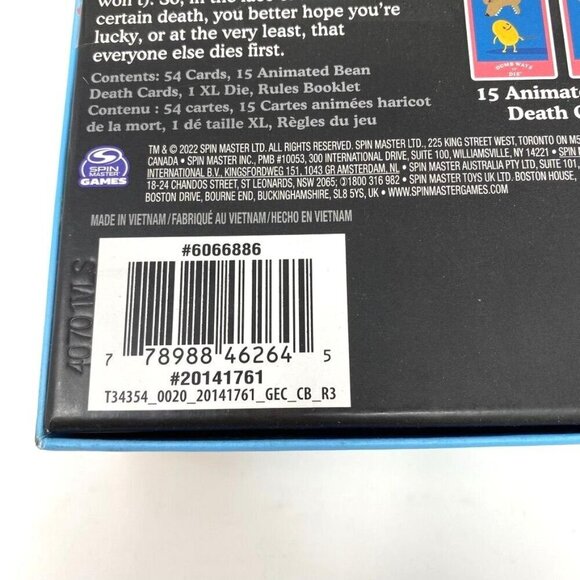 won't). So, in the face of
certain death, you better hope you're
lucky, or at the very least, that
everyone else dies first.
Contents: 54 Cards, 15 Animated Bean
Death Cards, 1 XL Die, Rules Booklet
Contenu : 54 cartes, 15 Cartes animées haricot
de la mort, 1 dé taille XL, Règles du jeu
DUMB WAYS
TO
DIE
15 Animate
Death C
SPIN
MASTER
GAMES
TM & © 2022 SPIN MASTER LTD. ALL RIGHTS RESERVED. SPIN MASTER LTD., 225 KING STREET WEST, TORONTO ON M5
CANADA • SPIN MASTER INC., PMB #10053, 300 INTERNATIONAL DRIVE, SUITE 100, WILLIAMSVILLE, NY 14221 • SPIN M
INTERNATIONAL B.V., KINGSFORDWEG 151, 1043 GR AMSTERDAM, NL • SPIN MASTER AUSTRALIA PTY LTD, SUITE 101,
18-24 CHANDOS STREET, ST LEONARDS, NSW 2065; 1800 316 982 • SPIN MASTER TOYS UK LTD. BOSTON HOUSE,
BOSTON DRIVE, BOURNE END, BUCKINGHAMSHIRE, SL8 5YS, UK • WWW.SPINMASTERGAMES.COM
MADE IN VIETNAM/FABRIQUÉ AU VIETNAM/HECHO EN VIETNAM
#6066886
7 78988 46264 5
#20141761
T34354_0020_20141761_GEC_CB_R3